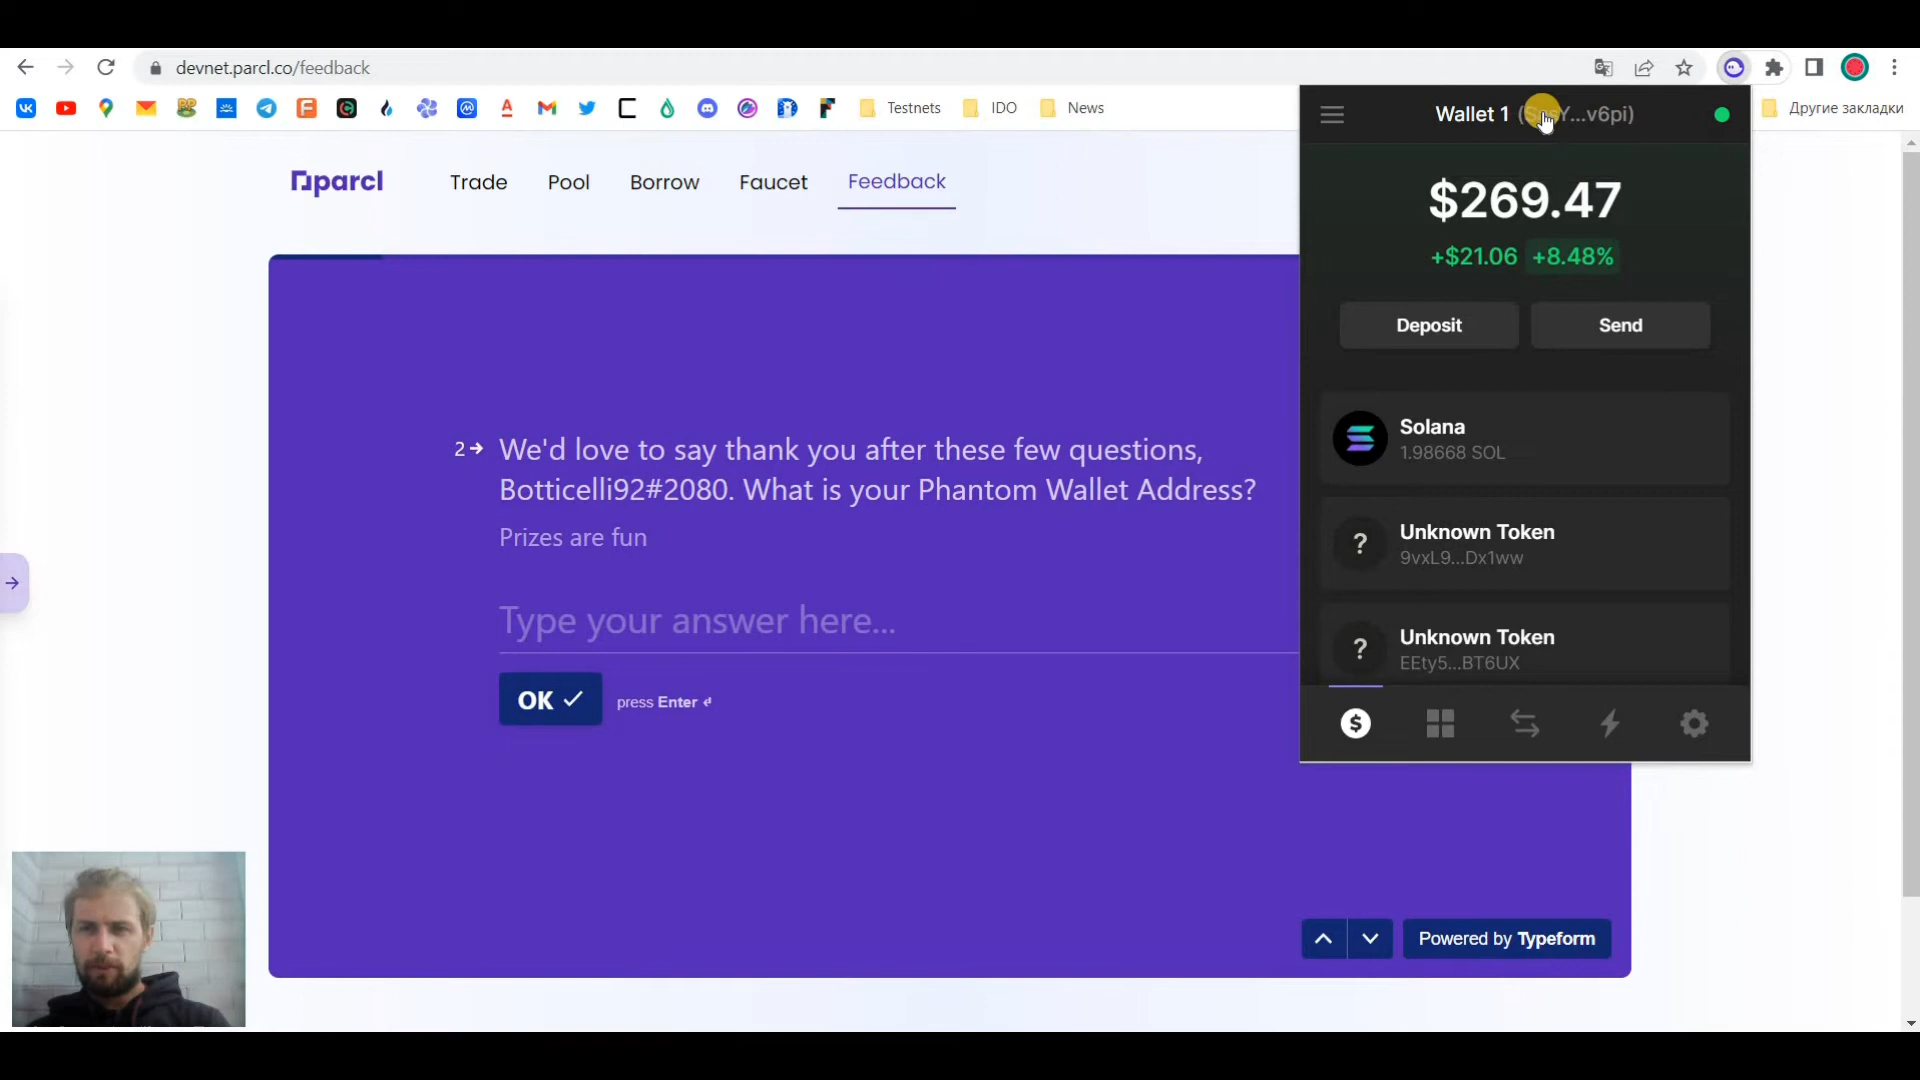 devnet.parcl.co/feedback
Testnets
IDO
News
Другие закладки
parcl
Trade
Pool
Borrow
Faucet
Feedback
2
We'd love to say thank you after these few questions,
Botticelli92#2080. What is your Phantom Wallet Address?
Prizes are fun
Type your answer here...
OK
press Enter
Powered by Typeform
Wallet 1
...v6pi)
$269.47
+$21.06 +8.48%
Deposit
Send
Solana
1.98668 SOL
Unknown Token
9vxL9...Dx1ww
Unknown Token
EEty5...BT6UX